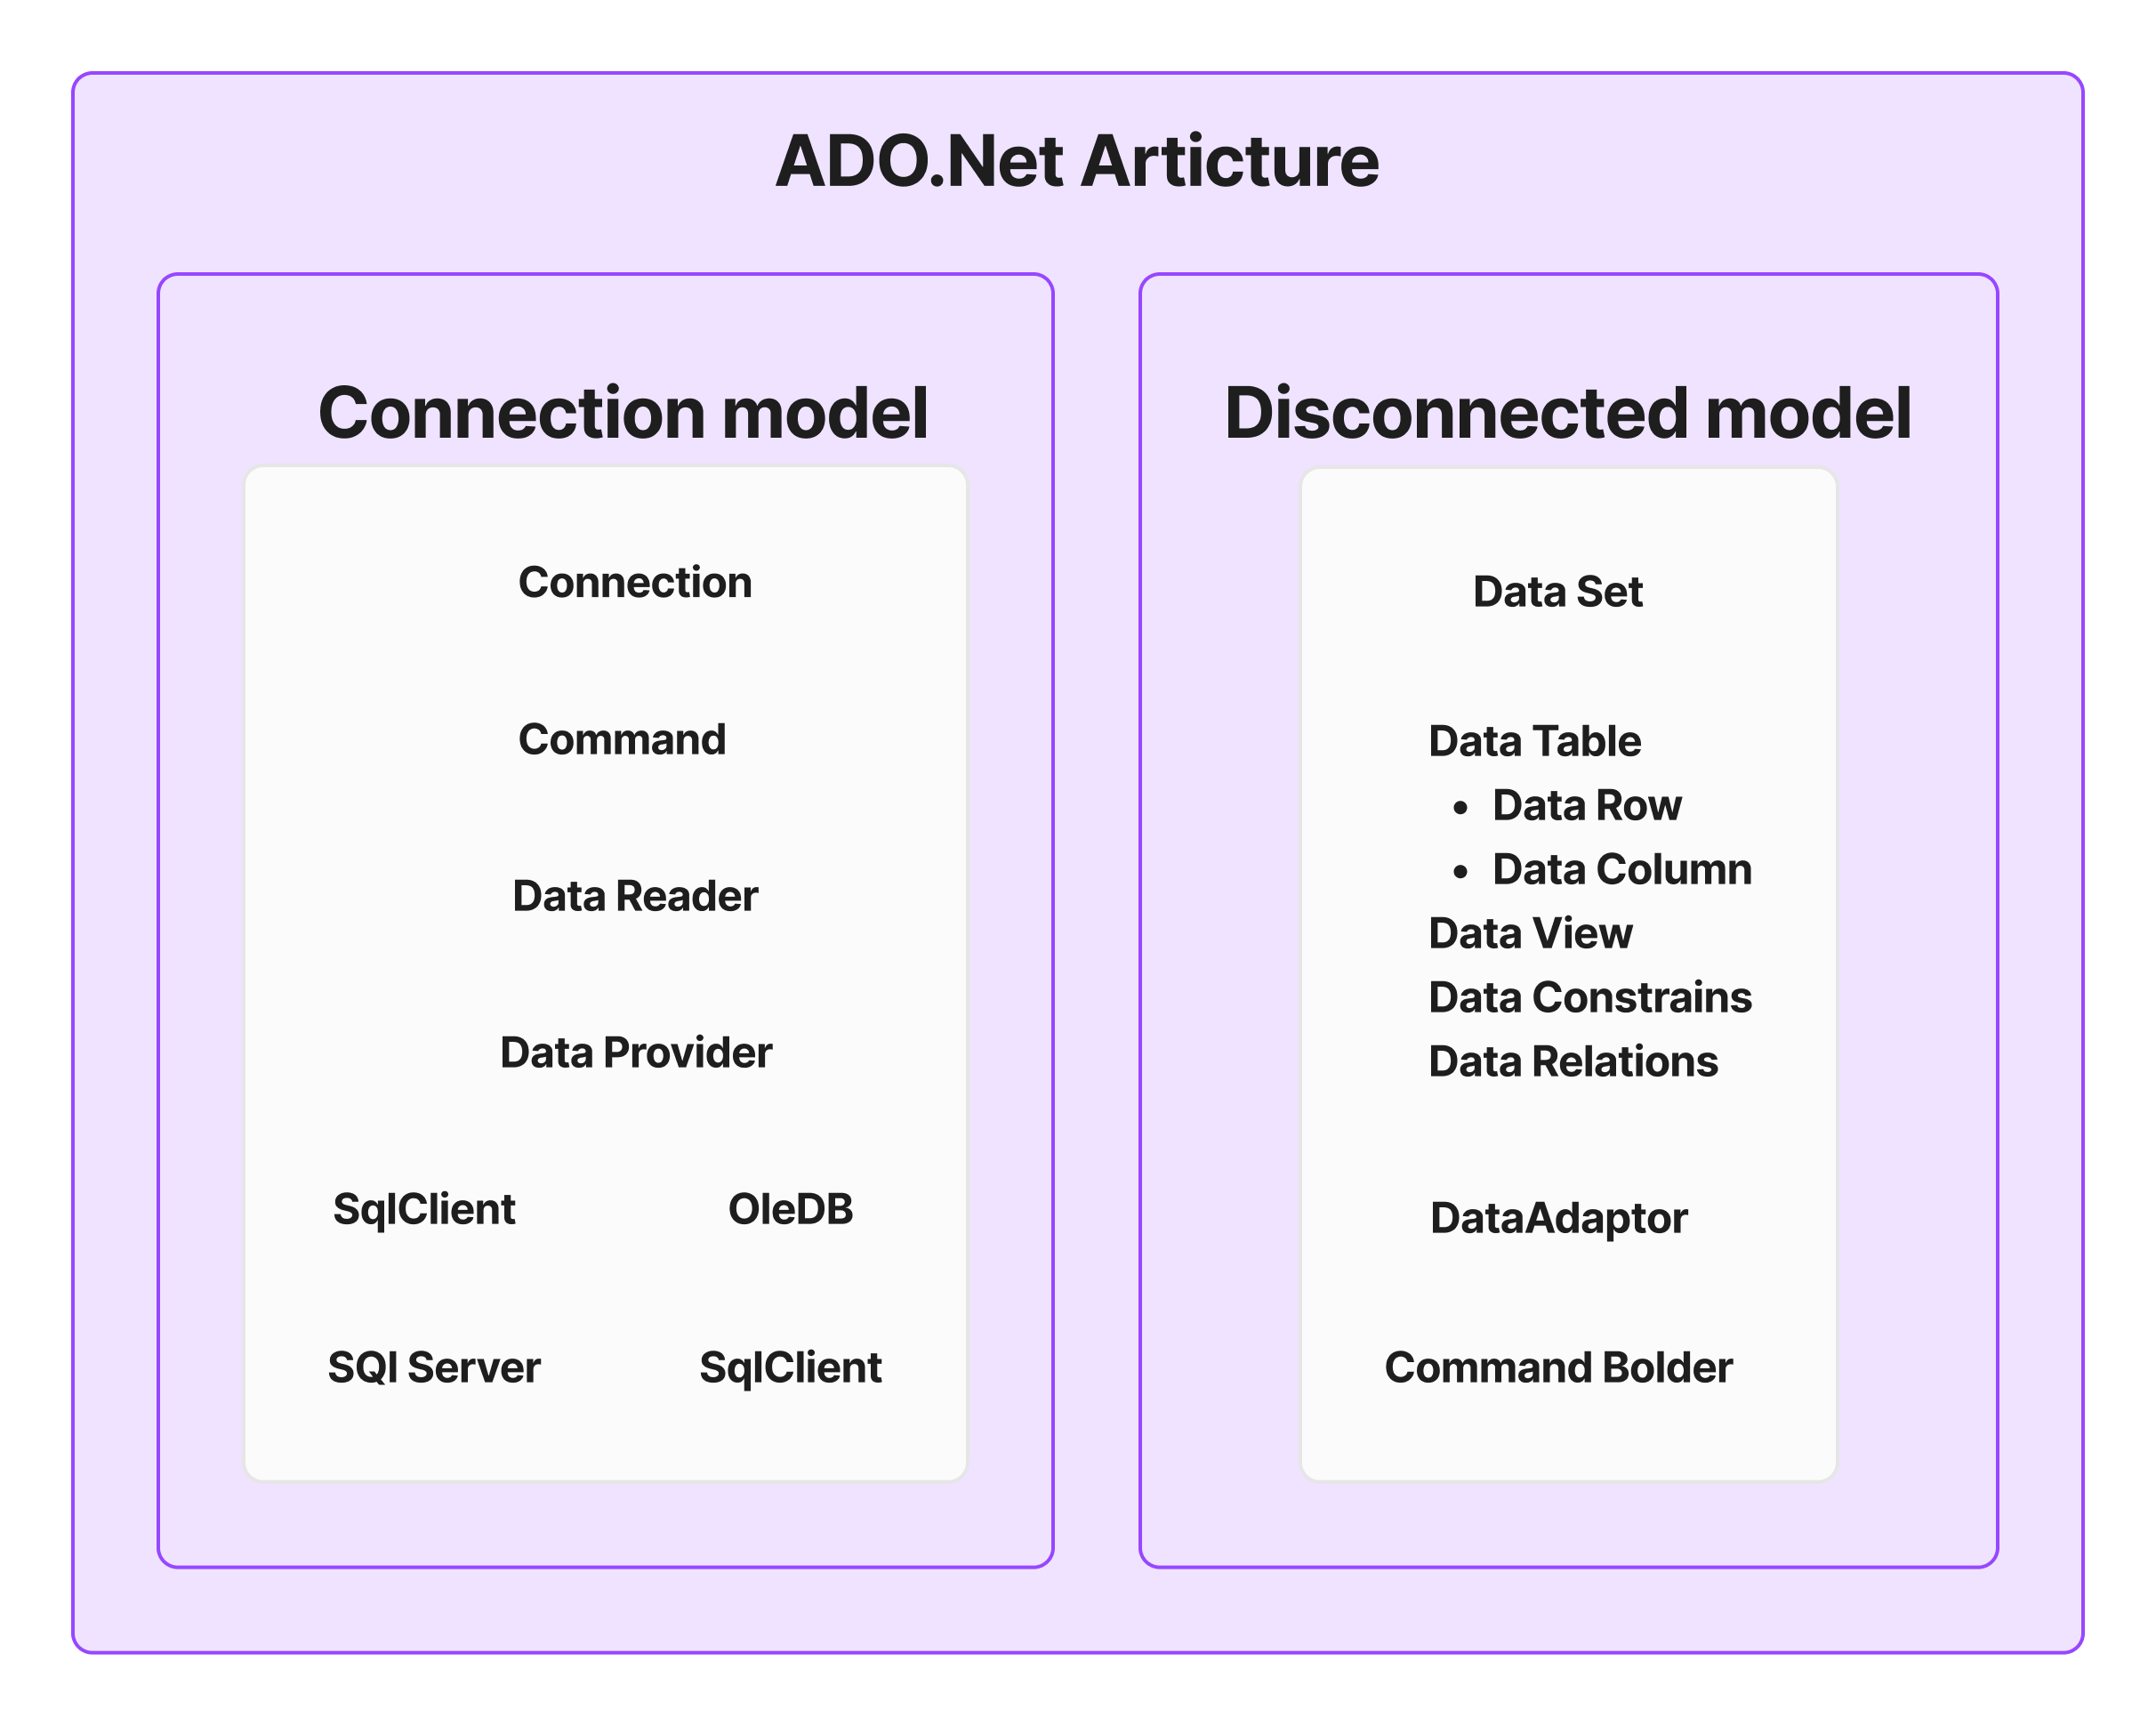 ADO.Net Articture
Connection model
Connection
Command
Data Reader
Data Provider
SqlClient
OleDB
SQl Server
SqlClient
Disconnected model
Data Set
Data Table
• Data Row
• Data Column
Data View
Data Constrains
Data Relations
DataAdaptor
Command Bolder